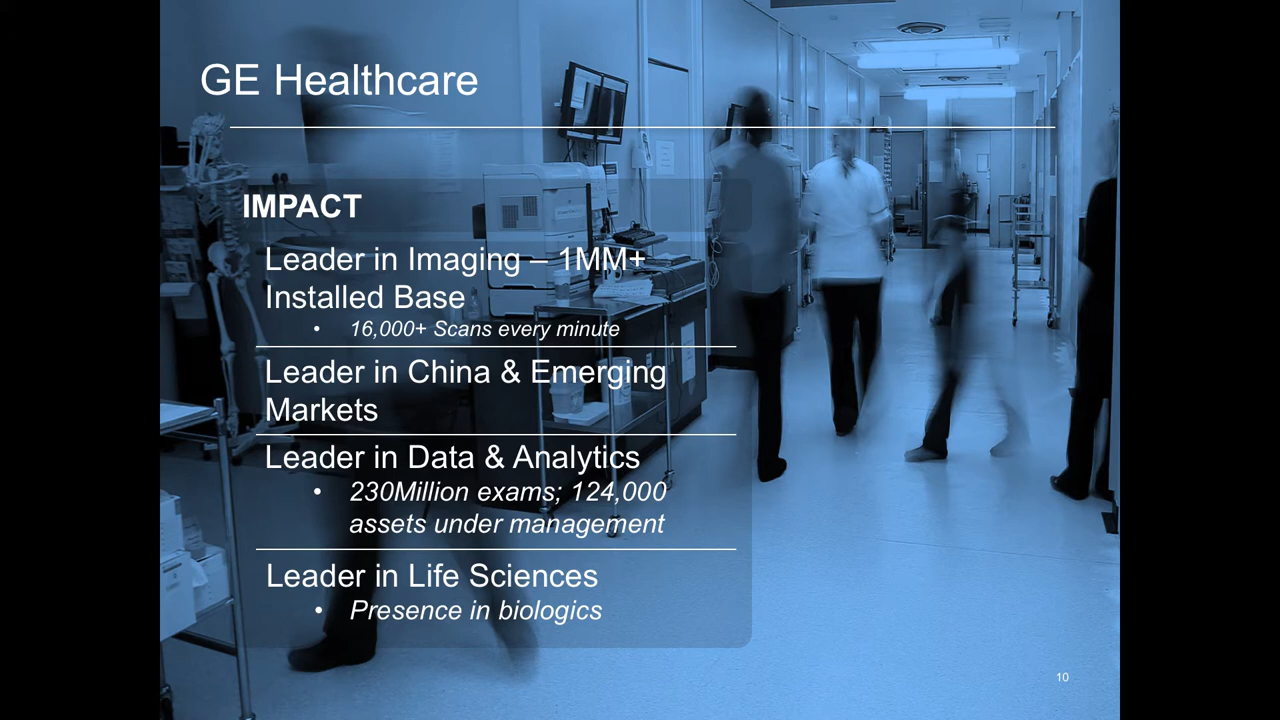 GE Healthcare
IMPACT
Leader in Imaging – 1MM+
Installed Base
• 16,000+ Scans every minute
Leader in China & Emerging
Markets
Leader in Data & Analytics
• 230Million exams; 124,000
assets under management
Leader in Life Sciences
• Presence in biologics
10